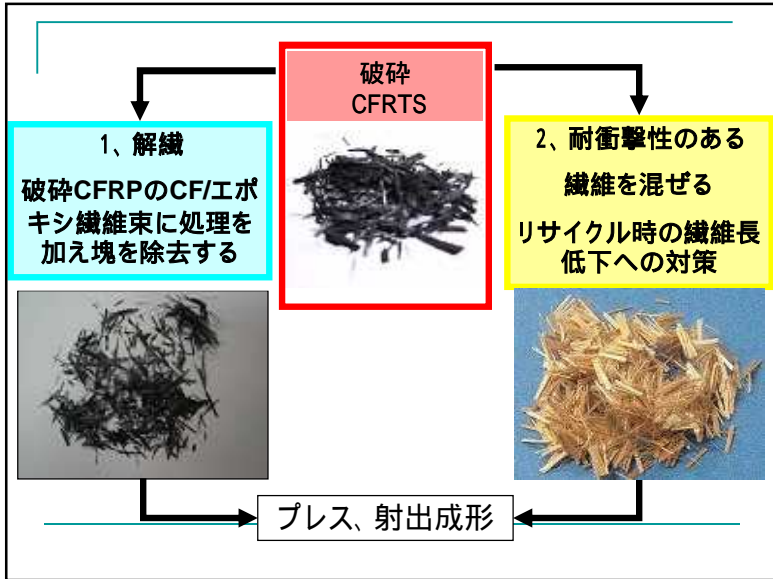 破砕
CFRTS
1、解繊
破砕CFRPのCF/エポ
キシ繊維束に処理を
加え塊を除去する
2、耐衝撃性のある
繊維を混ぜる
リサイクル時の繊維長
低下への対策
プレス、射出成形